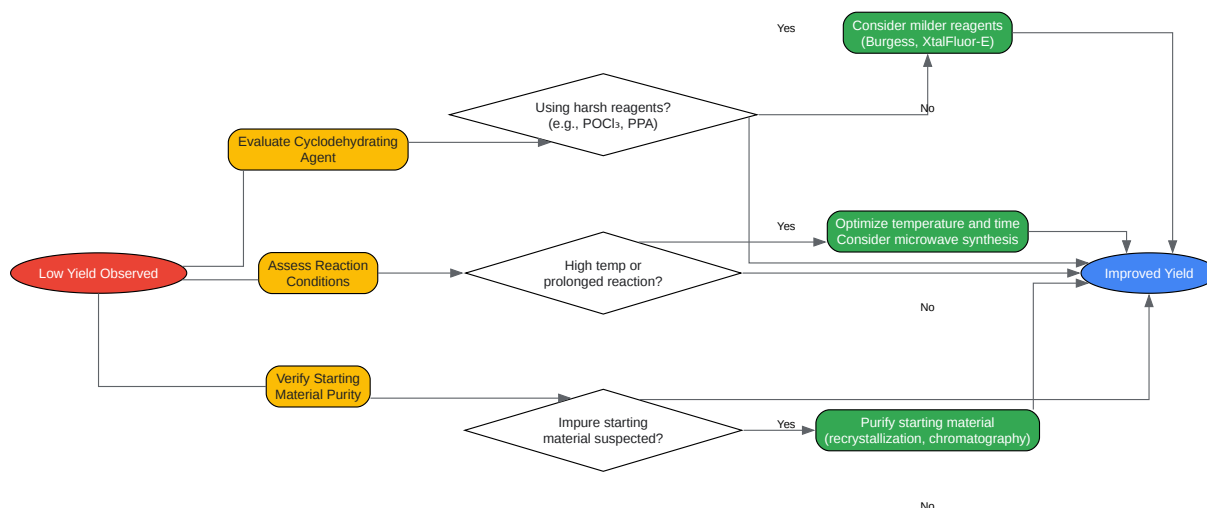 Yes
Consider milder reagents
(Burgess, XtalFluor-E)
Using harsh reagents?
(e.g., POCl₃, PPA)
No
Evaluate Cyclodehydrating
Agent
Yes
Optimize temperature and time
Consider microwave synthesis
Low Yield Observed
Assess Reaction
Conditions
High temp or
prolonged reaction?
Improved Yield
No
Verify Starting
Material Purity
Impure starting
material suspected?
Yes
Purify starting material
(recrystallization, chromatography)
No